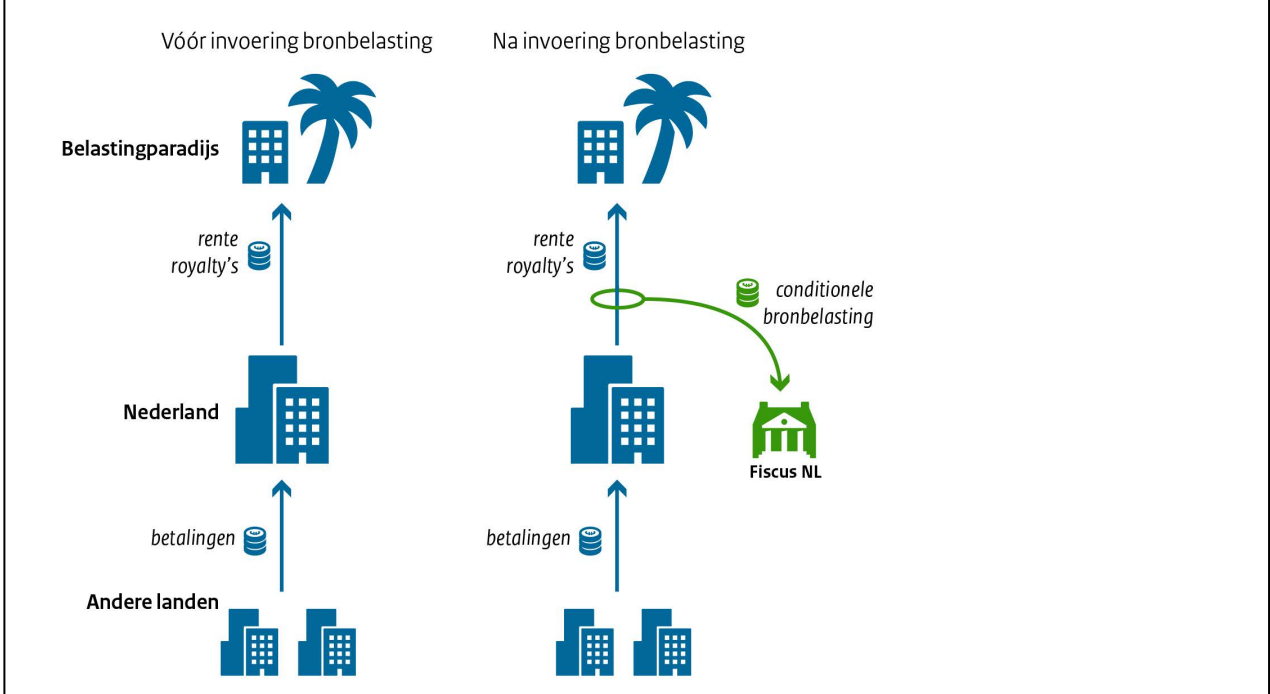 Vóór invoering bronbelasting
Na invoering bronbelasting
Belastingparadijs
rente
royalty’s
rente
royalty’s
conditionele
bronbelasting
Nederland
Fiscus NL
betalingen
betalingen
Andere landen